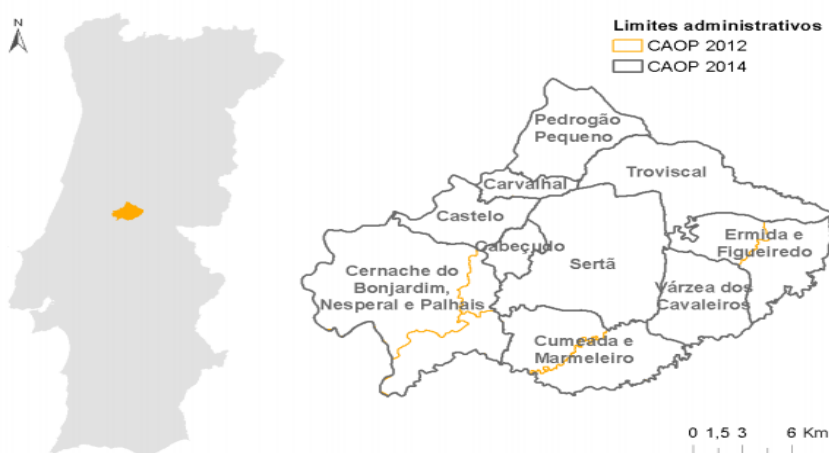 N
Limites administrativos
CAOP 2012
CAOP 2014
Pedrogão
Pequeno
Troviscal
Carvalhal
Castelo
Cabeçudo
Ermida e
Figueiredo
Sertã
Cernache do
Bonjardim,
Nesperal e Palhais
Várzea dos
Cavaleiros
Cumeada e
Marmeleiro
0 1,5 3 6 Km